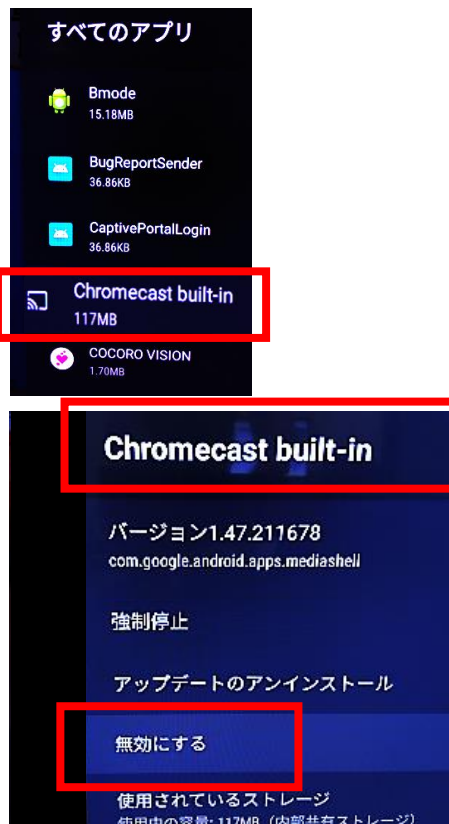 すべてのアプリ
Bmode
15.18MB
BugReportSender
36.86KB
CaptivePortalLogin
36.86KB
Chromecast built-in
117MB
COCORO VISION
1.70MB
Chromecast built-in
バージョン1.47.211678
com.google.android.apps.mediashell
強制停止
アップデートのアンインストール
無効にする
使用されているストレージ
使用中の容量: 117MB（内部共有ストレージ）